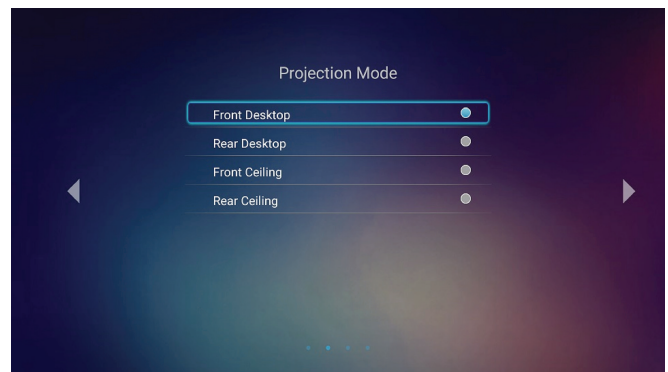 Projection Mode
Front Desktop
Rear Desktop
Front Ceiling
Rear Ceiling